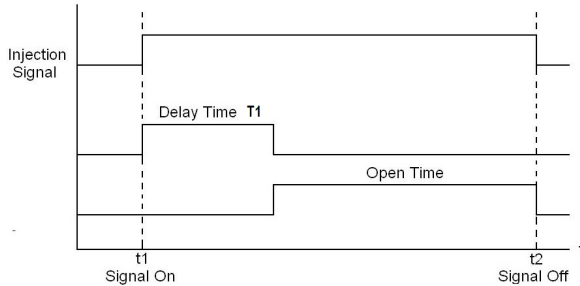 Injection
Signal
Delay Time T1
Open Time
t1
t2
Signal On
Signal Off